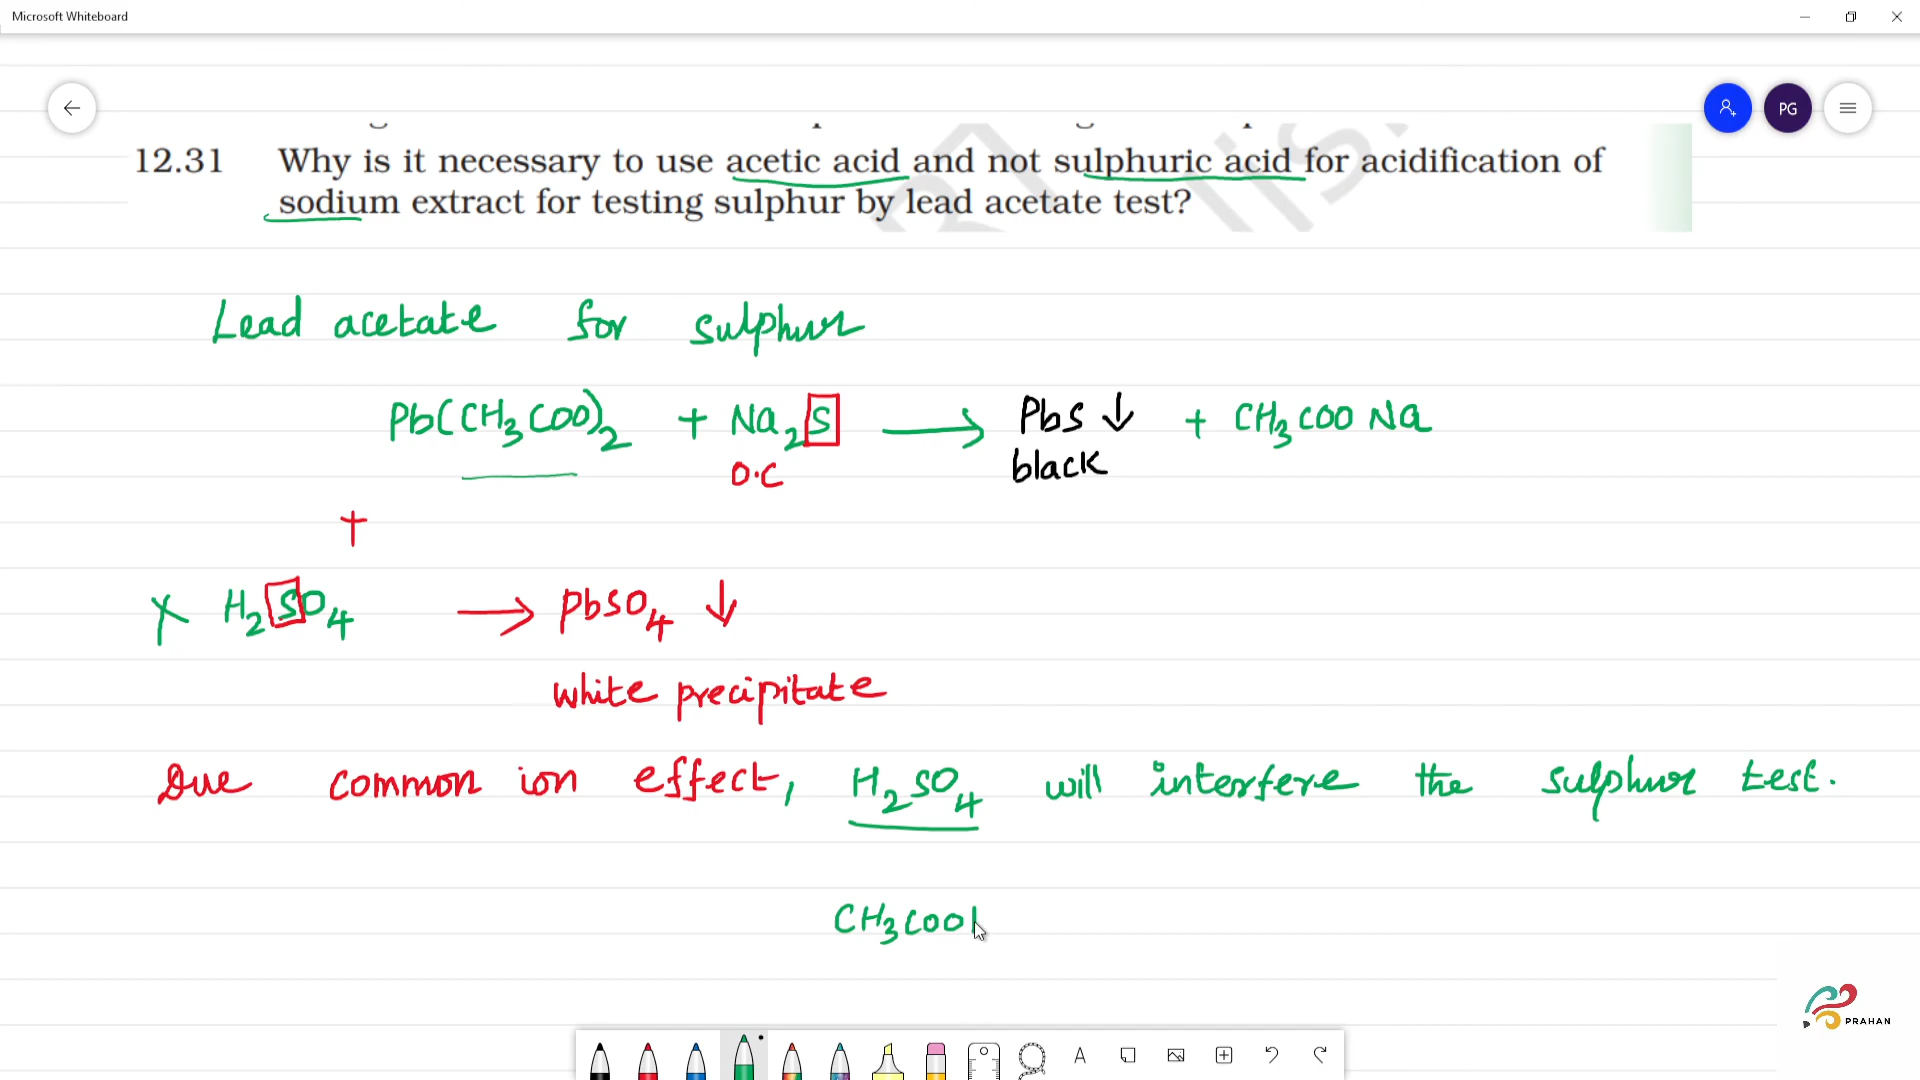 Microsoft Whiteboard
PG
12.31 Why is it necessary to use acetic acid and not sulphuric acid for acidification of
sodium extract for testing sulphur by lead acetate test?
Lead acetate for sulphur
Pb(CH₃COO)₂ + Na₂S → PbS ↓ + CH₃COONa
O.C black
+
X H₂SO₄ → PbSO₄ ↓
white precipitate
Due common ion effect, H₂SO₄ will interfere the sulphur test.
CH₃COO
PRAHAN
A